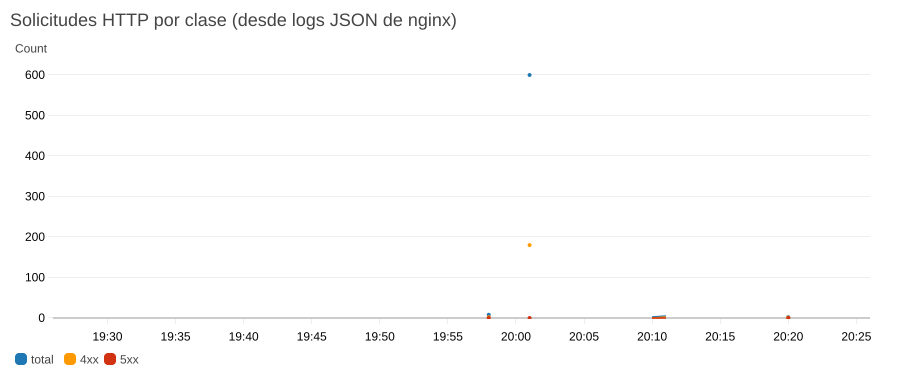 Solicitudes HTTP por clase (desde logs JSON de nginx)
Count
600
500
400
300
200
100
0
19:30 19:35 19:40 19:45 19:50 19:55 20:00 20:05 20:10 20:15 20:20 20:25
total 4xx 5xx